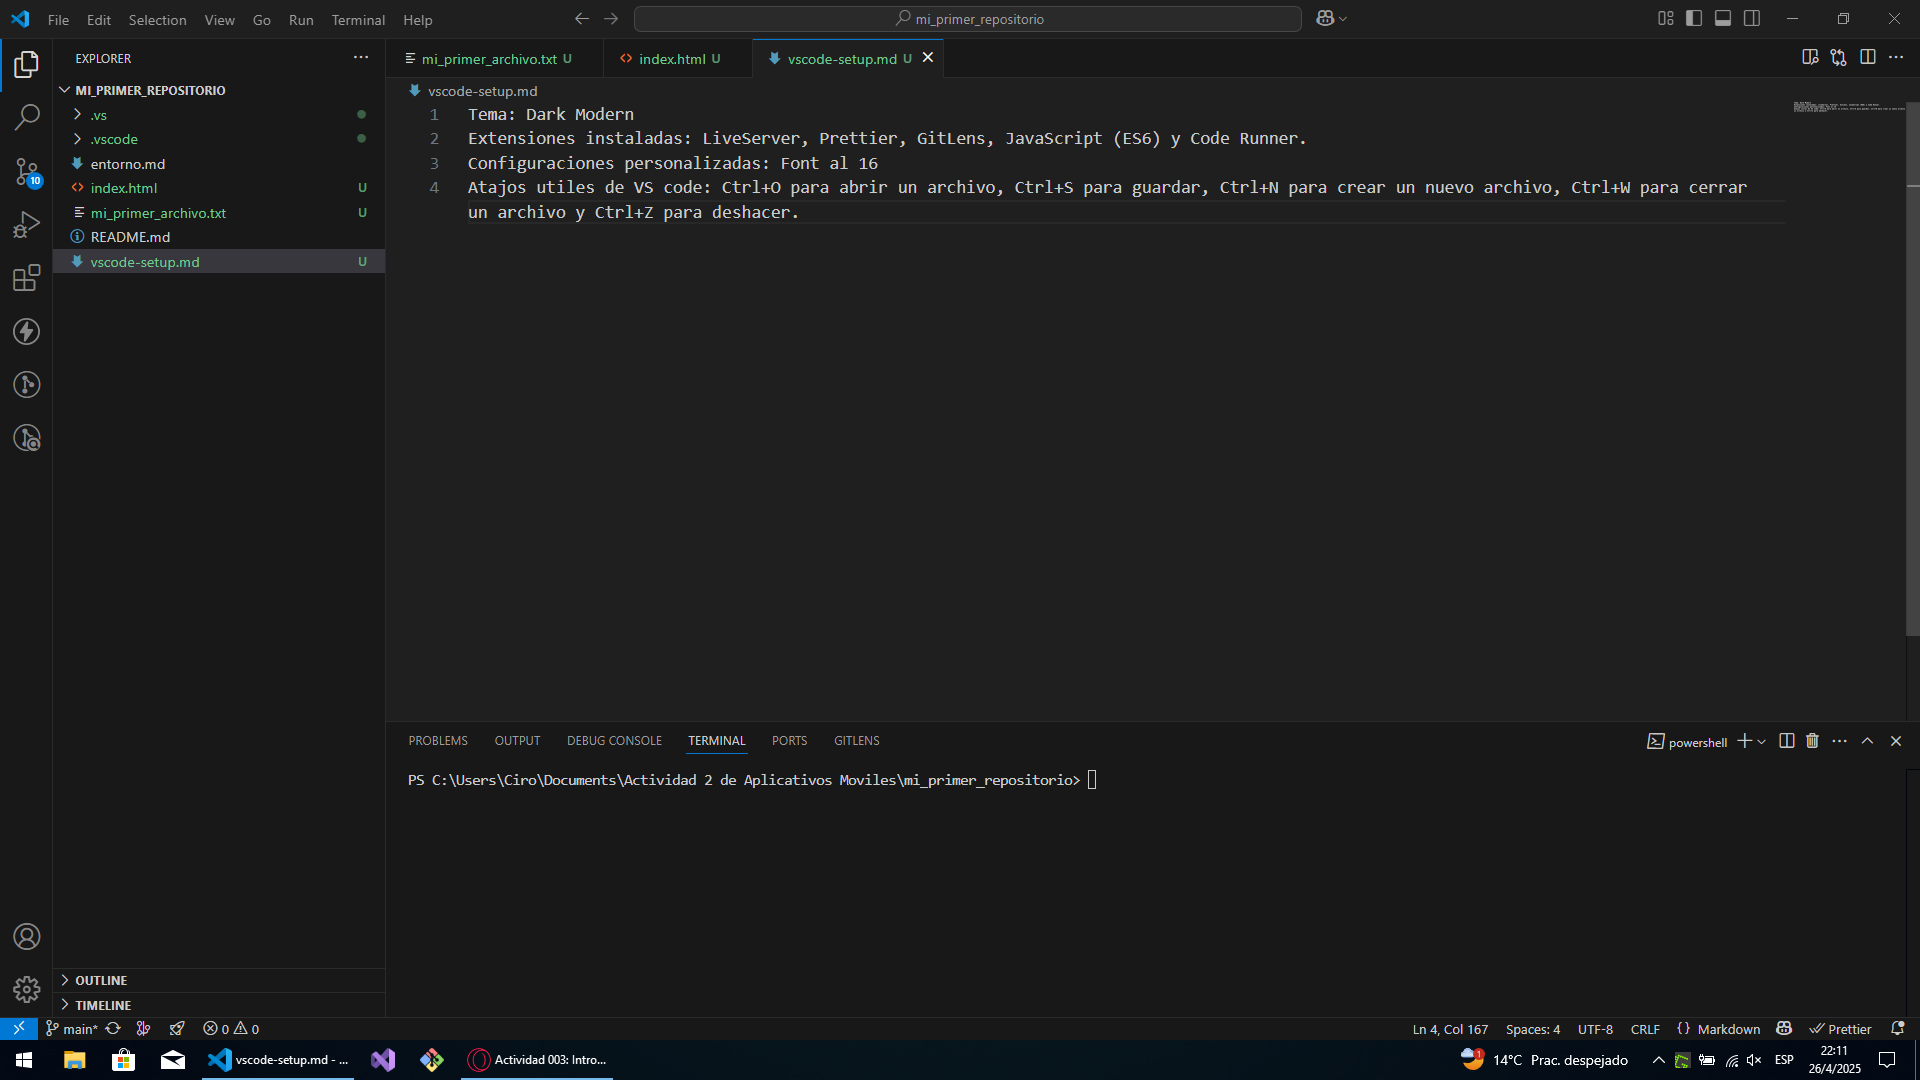 File Edit Selection View Go Run Terminal Help
mi_primer_repositorio
EXPLORER
MI_PRIMER_REPOSITORIO
.vs
.vscode
entorno.md
index.html U
mi_primer_archivo.txt U
README.md
vscode-setup.md U
10
OUTLINE
TIMELINE
mi_primer_archivo.txt U index.html U vscode-setup.md U
vscode-setup.md
1 Tema: Dark Modern
2 Extensiones instaladas: LiveServer, Prettier, GitLens, JavaScript (ES6) y Code Runner.
3 Configuraciones personalizadas: Font al 16
4 Atajos utiles de VS code: Ctrl+O para abrir un archivo, Ctrl+S para guardar, Ctrl+N para crear un nuevo archivo, Ctrl+W para cerrar
un archivo y Ctrl+Z para deshacer.
PROBLEMS OUTPUT DEBUG CONSOLE TERMINAL PORTS GITLENS
powershell
PS C:\Users\Ciro\Documents\Actividad 2 de Aplicativos Moviles\mi_primer_repositorio>
main* 0 0
Ln 4, Col 167 Spaces: 4 UTF-8 CRLF {} Markdown Prettier
vscode-setup.md - ...
Actividad 003: Intro...
1
14°C Prac. despejado
ESP
22:11
26/4/2025